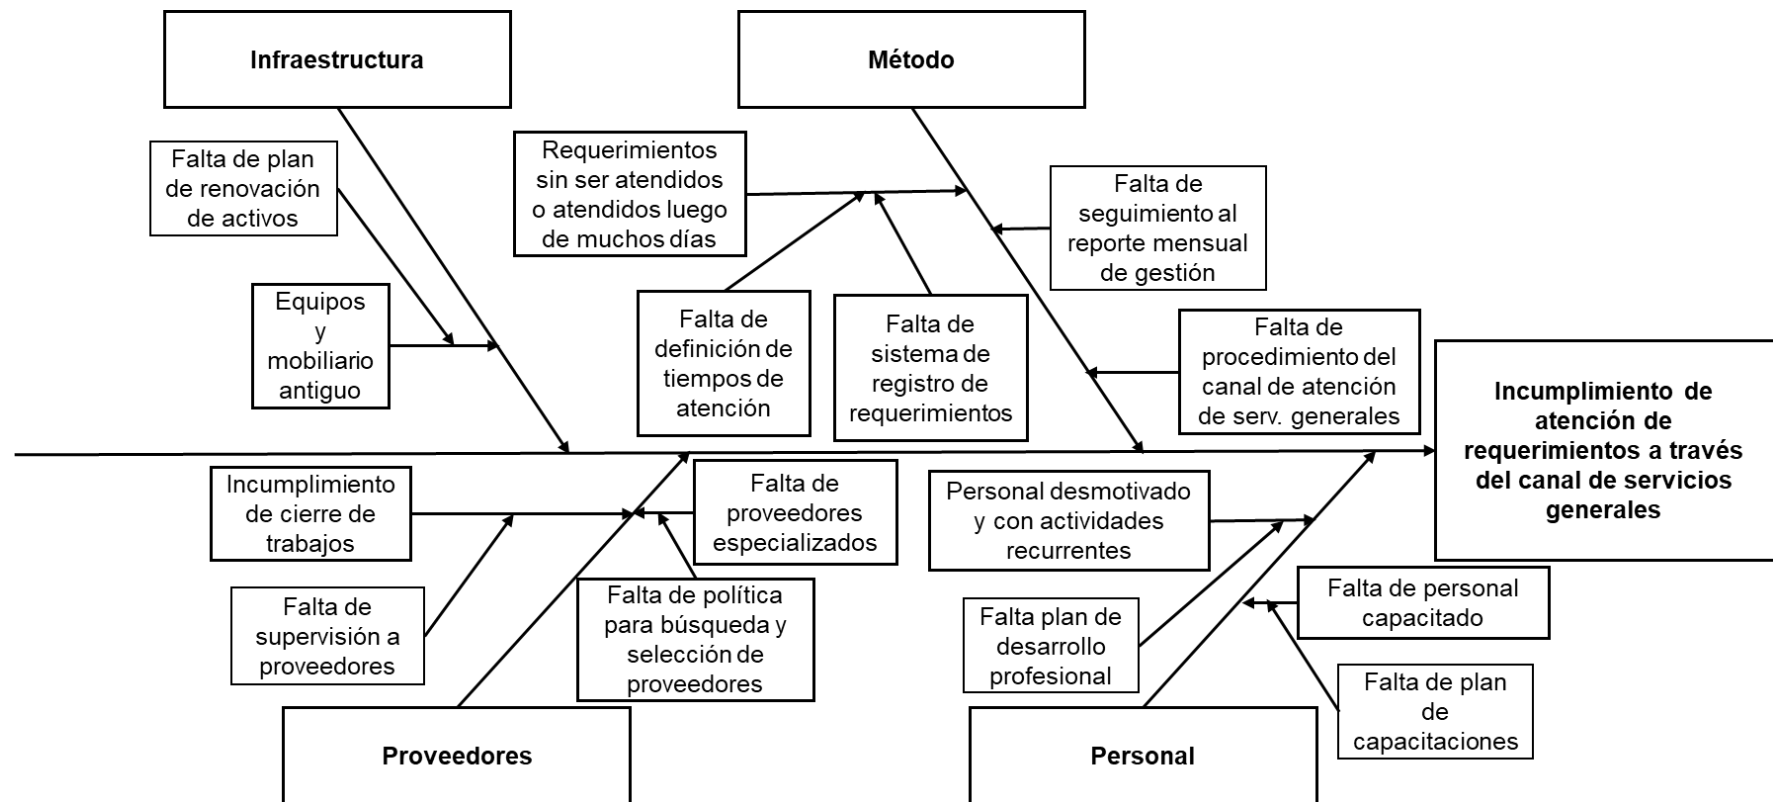 Infraestructura
Método
Falta de plan
de renovación
de activos
Requerimientos
sin ser atendidos
o atendidos luego
de muchos días
Falta de
seguimiento al
reporte mensual
de gestión
Equipos
y
mobiliario
antiguo
Falta de
definición de
tiempos de
atención
Falta de
sistema de
registro de
requerimientos
Falta de
procedimiento del
canal de atención
de serv. generales
Incumplimiento de
atención de
requerimientos a través
del canal de servicios
generales
Incumplimiento
de cierre de
trabajos
Falta de
proveedores
especializados
Personal desmotivado
y con actividades
recurrentes
Falta de
supervisión a
proveedores
Falta de política
para búsqueda y
selección de
proveedores
Falta plan de
desarrollo
profesional
Falta de personal
capacitado
Falta de plan
de
capacitaciones
Proveedores
Personal